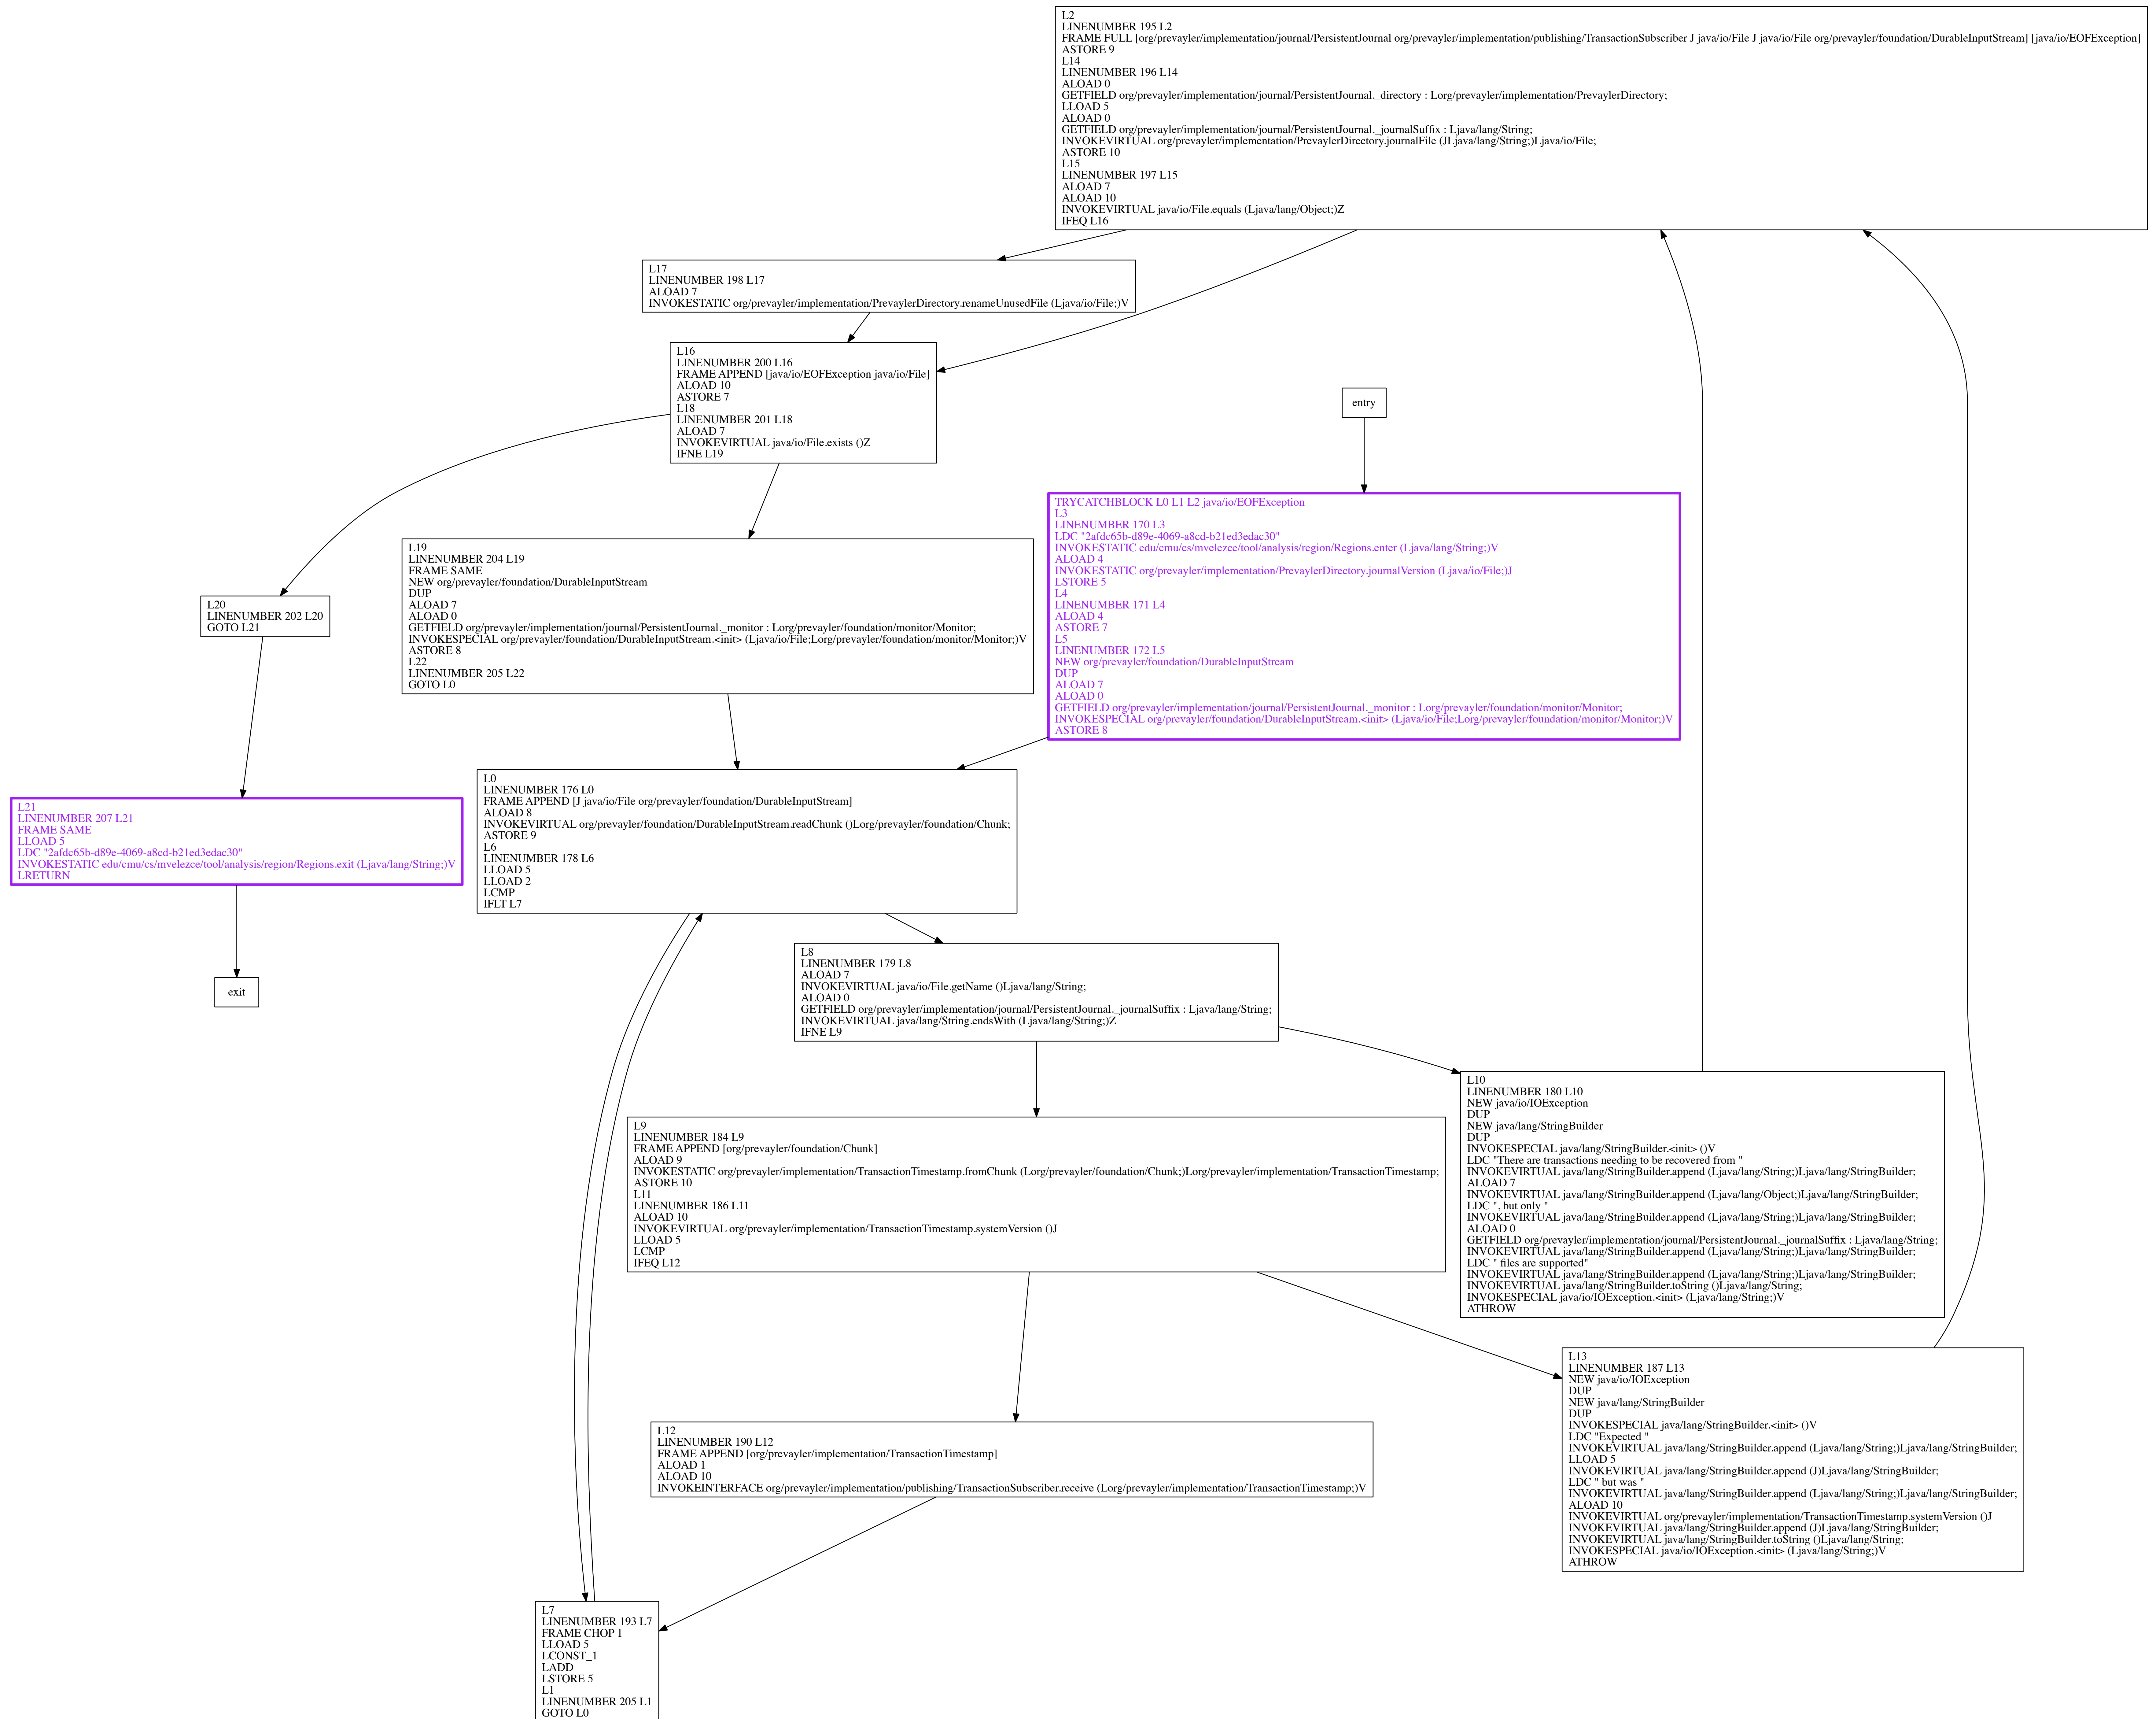 L2
LINENUMBER 195 L2
FRAME FULL [org/prevayler/implementation/journal/PersistentJournal org/prevayler/implementation/publishing/TransactionSubscriber J java/io/File J java/io/File org/prevayler/foundation/DurableInputStream] [java/io/EOFException]
ASTORE 9
L14
LINENUMBER 196 L14
ALOAD 0
GETFIELD org/prevayler/implementation/journal/PersistentJournal._directory : Lorg/prevayler/implementation/PrevaylerDirectory;
LLOAD 5
ALOAD 0
GETFIELD org/prevayler/implementation/journal/PersistentJournal._journalSuffix : Ljava/lang/String;
INVOKEVIRTUAL org/prevayler/implementation/PrevaylerDirectory.journalFile (JLjava/lang/String;)Ljava/io/File;
ASTORE 10
L15
LINENUMBER 197 L15
ALOAD 7
ALOAD 10
INVOKEVIRTUAL java/io/File.equals (Ljava/lang/Object;)Z
IFEQ L16
L17
LINENUMBER 198 L17
ALOAD 7
INVOKESTATIC org/prevayler/implementation/PrevaylerDirectory.renameUnusedFile (Ljava/io/File;)V
L16
LINENUMBER 200 L16
FRAME APPEND [java/io/EOFException java/io/File]
ALOAD 10
ASTORE 7
L18
LINENUMBER 201 L18
ALOAD 7
INVOKEVIRTUAL java/io/File.exists ()Z
IFNE L19
entry
TRYCATCHBLOCK L0 L1 L2 java/io/EOFException
L3
LINENUMBER 170 L3
LDC "2afdc65b-d89e-4069-a8cd-b21ed3edac30"
INVOKESTATIC edu/cmu/cs/mvelezce/tool/analysis/region/Regions.enter (Ljava/lang/String;)V
ALOAD 4
INVOKESTATIC org/prevayler/implementation/PrevaylerDirectory.journalVersion (Ljava/io/File;)J
LSTORE 5
L4
LINENUMBER 171 L4
ALOAD 4
ASTORE 7
L5
LINENUMBER 172 L5
NEW org/prevayler/foundation/DurableInputStream
DUP
ALOAD 7
ALOAD 0
GETFIELD org/prevayler/implementation/journal/PersistentJournal._monitor : Lorg/prevayler/foundation/monitor/Monitor;
INVOKESPECIAL org/prevayler/foundation/DurableInputStream.<init> (Ljava/io/File;Lorg/prevayler/foundation/monitor/Monitor;)V
ASTORE 8
L19
LINENUMBER 204 L19
FRAME SAME
NEW org/prevayler/foundation/DurableInputStream
DUP
ALOAD 7
ALOAD 0
GETFIELD org/prevayler/implementation/journal/PersistentJournal._monitor : Lorg/prevayler/foundation/monitor/Monitor;
INVOKESPECIAL org/prevayler/foundation/DurableInputStream.<init> (Ljava/io/File;Lorg/prevayler/foundation/monitor/Monitor;)V
ASTORE 8
L22
LINENUMBER 205 L22
GOTO L0
L20
LINENUMBER 202 L20
GOTO L21
L21
LINENUMBER 207 L21
FRAME SAME
LLOAD 5
LDC "2afdc65b-d89e-4069-a8cd-b21ed3edac30"
INVOKESTATIC edu/cmu/cs/mvelezce/tool/analysis/region/Regions.exit (Ljava/lang/String;)V
LRETURN
L0
LINENUMBER 176 L0
FRAME APPEND [J java/io/File org/prevayler/foundation/DurableInputStream]
ALOAD 8
INVOKEVIRTUAL org/prevayler/foundation/DurableInputStream.readChunk ()Lorg/prevayler/foundation/Chunk;
ASTORE 9
L6
LINENUMBER 178 L6
LLOAD 5
LLOAD 2
LCMP
IFLT L7
exit
L8
LINENUMBER 179 L8
ALOAD 7
INVOKEVIRTUAL java/io/File.getName ()Ljava/lang/String;
ALOAD 0
GETFIELD org/prevayler/implementation/journal/PersistentJournal._journalSuffix : Ljava/lang/String;
INVOKEVIRTUAL java/lang/String.endsWith (Ljava/lang/String;)Z
IFNE L9
L10
LINENUMBER 180 L10
NEW java/io/IOException
DUP
NEW java/lang/StringBuilder
DUP
INVOKESPECIAL java/lang/StringBuilder.<init> ()V
LDC "There are transactions needing to be recovered from "
INVOKEVIRTUAL java/lang/StringBuilder.append (Ljava/lang/String;)Ljava/lang/StringBuilder;
ALOAD 7
INVOKEVIRTUAL java/lang/StringBuilder.append (Ljava/lang/Object;)Ljava/lang/StringBuilder;
LDC ", but only "
INVOKEVIRTUAL java/lang/StringBuilder.append (Ljava/lang/String;)Ljava/lang/StringBuilder;
ALOAD 0
GETFIELD org/prevayler/implementation/journal/PersistentJournal._journalSuffix : Ljava/lang/String;
INVOKEVIRTUAL java/lang/StringBuilder.append (Ljava/lang/String;)Ljava/lang/StringBuilder;
LDC " files are supported"
INVOKEVIRTUAL java/lang/StringBuilder.append (Ljava/lang/String;)Ljava/lang/StringBuilder;
INVOKEVIRTUAL java/lang/StringBuilder.toString ()Ljava/lang/String;
INVOKESPECIAL java/io/IOException.<init> (Ljava/lang/String;)V
ATHROW
L9
LINENUMBER 184 L9
FRAME APPEND [org/prevayler/foundation/Chunk]
ALOAD 9
INVOKESTATIC org/prevayler/implementation/TransactionTimestamp.fromChunk (Lorg/prevayler/foundation/Chunk;)Lorg/prevayler/implementation/TransactionTimestamp;
ASTORE 10
L11
LINENUMBER 186 L11
ALOAD 10
INVOKEVIRTUAL org/prevayler/implementation/TransactionTimestamp.systemVersion ()J
LLOAD 5
LCMP
IFEQ L12
L13
LINENUMBER 187 L13
NEW java/io/IOException
DUP
NEW java/lang/StringBuilder
DUP
INVOKESPECIAL java/lang/StringBuilder.<init> ()V
LDC "Expected "
INVOKEVIRTUAL java/lang/StringBuilder.append (Ljava/lang/String;)Ljava/lang/StringBuilder;
LLOAD 5
INVOKEVIRTUAL java/lang/StringBuilder.append (J)Ljava/lang/StringBuilder;
LDC " but was "
INVOKEVIRTUAL java/lang/StringBuilder.append (Ljava/lang/String;)Ljava/lang/StringBuilder;
ALOAD 10
INVOKEVIRTUAL org/prevayler/implementation/TransactionTimestamp.systemVersion ()J
INVOKEVIRTUAL java/lang/StringBuilder.append (J)Ljava/lang/StringBuilder;
INVOKEVIRTUAL java/lang/StringBuilder.toString ()Ljava/lang/String;
INVOKESPECIAL java/io/IOException.<init> (Ljava/lang/String;)V
ATHROW
L12
LINENUMBER 190 L12
FRAME APPEND [org/prevayler/implementation/TransactionTimestamp]
ALOAD 1
ALOAD 10
INVOKEINTERFACE org/prevayler/implementation/publishing/TransactionSubscriber.receive (Lorg/prevayler/implementation/TransactionTimestamp;)V
L7
LINENUMBER 193 L7
FRAME CHOP 1
LLOAD 5
LCONST_1
LADD
LSTORE 5
L1
LINENUMBER 205 L1
GOTO L0